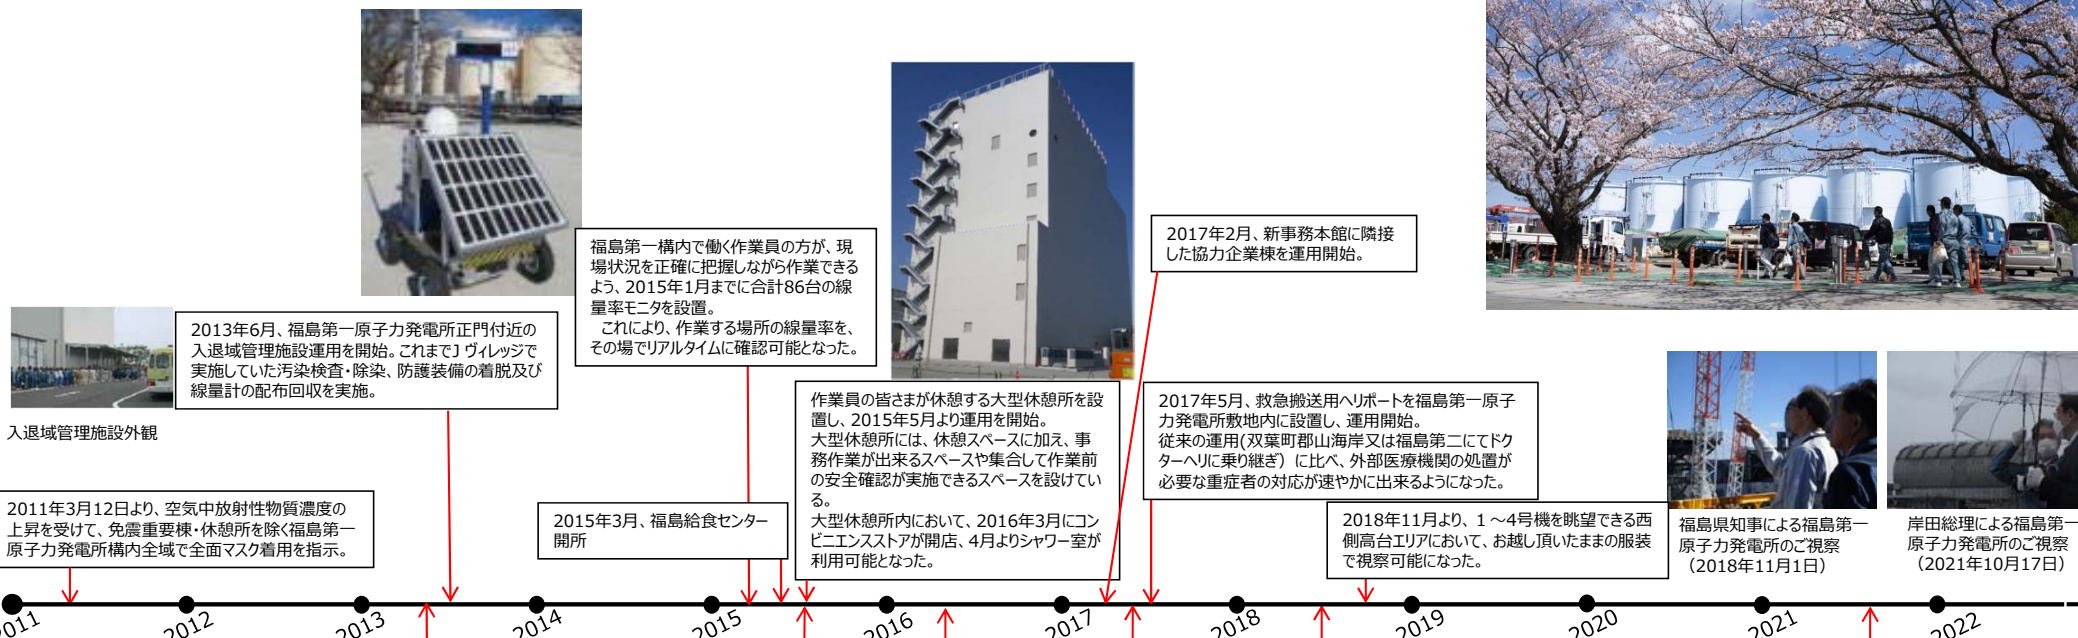 福島第一構内で働く作業員の方が、現
場状況を正確に把握しながら作業できる
よう、2015年1月までに合計86台の線
量率モニタを設置。
これにより、作業する場所の線量率を、
その場でリアルタイムに確認可能となった。
2017年2月、新事務本館に隣接
した協力企業棟を運用開始。
2013年6月、福島第一原子力発電所正門付近の
入退域管理施設運用を開始。これまでJ ヴィレッジで
実施していた汚染検査・除染、防護装備の着脱及び
線量計の配布回収を実施。
入退域管理施設外観
作業員の皆さまが休憩する大型休憩所を設
置し、2015年5月より運用を開始。
大型休憩所には、休憩スペースに加え、事
務作業が出来るスペースや集合して作業前
の安全確認が実施できるスペースを設けてい
る。
大型休憩所内において、2016年3月にコン
ビニエンスストアが開店、4月よりシャワー室が
利用可能となった。
2017年5月、救急搬送用ヘリポートを福島第一原子
力発電所敷地内に設置し、運用開始。
従来の運用(双葉町郡山海岸又は福島第二にてドク
ターヘリに乗り継ぎ）に比べ、外部医療機関の処置が
必要な重症者の対応が速やかに出来るようになった。
2011年3月12日より、空気中放射性物質濃度の
上昇を受けて、免震重要棟・休憩所を除く福島第一
原子力発電所構内全域で全面マスク着用を指示。
2015年3月、福島給食センター
開所
2018年11月より、１～4号機を眺望できる西
側高台エリアにおいて、お越し頂いたままの服装
で視察可能になった。
福島県知事による福島第一
原子力発電所のご視察
（2018年11月1日）
岸田総理による福島第一
原子力発電所のご視察
（2021年10月17日）
2011
2012
2013
2014
2015
2016
2017
2018
2019
2020
2021
2022